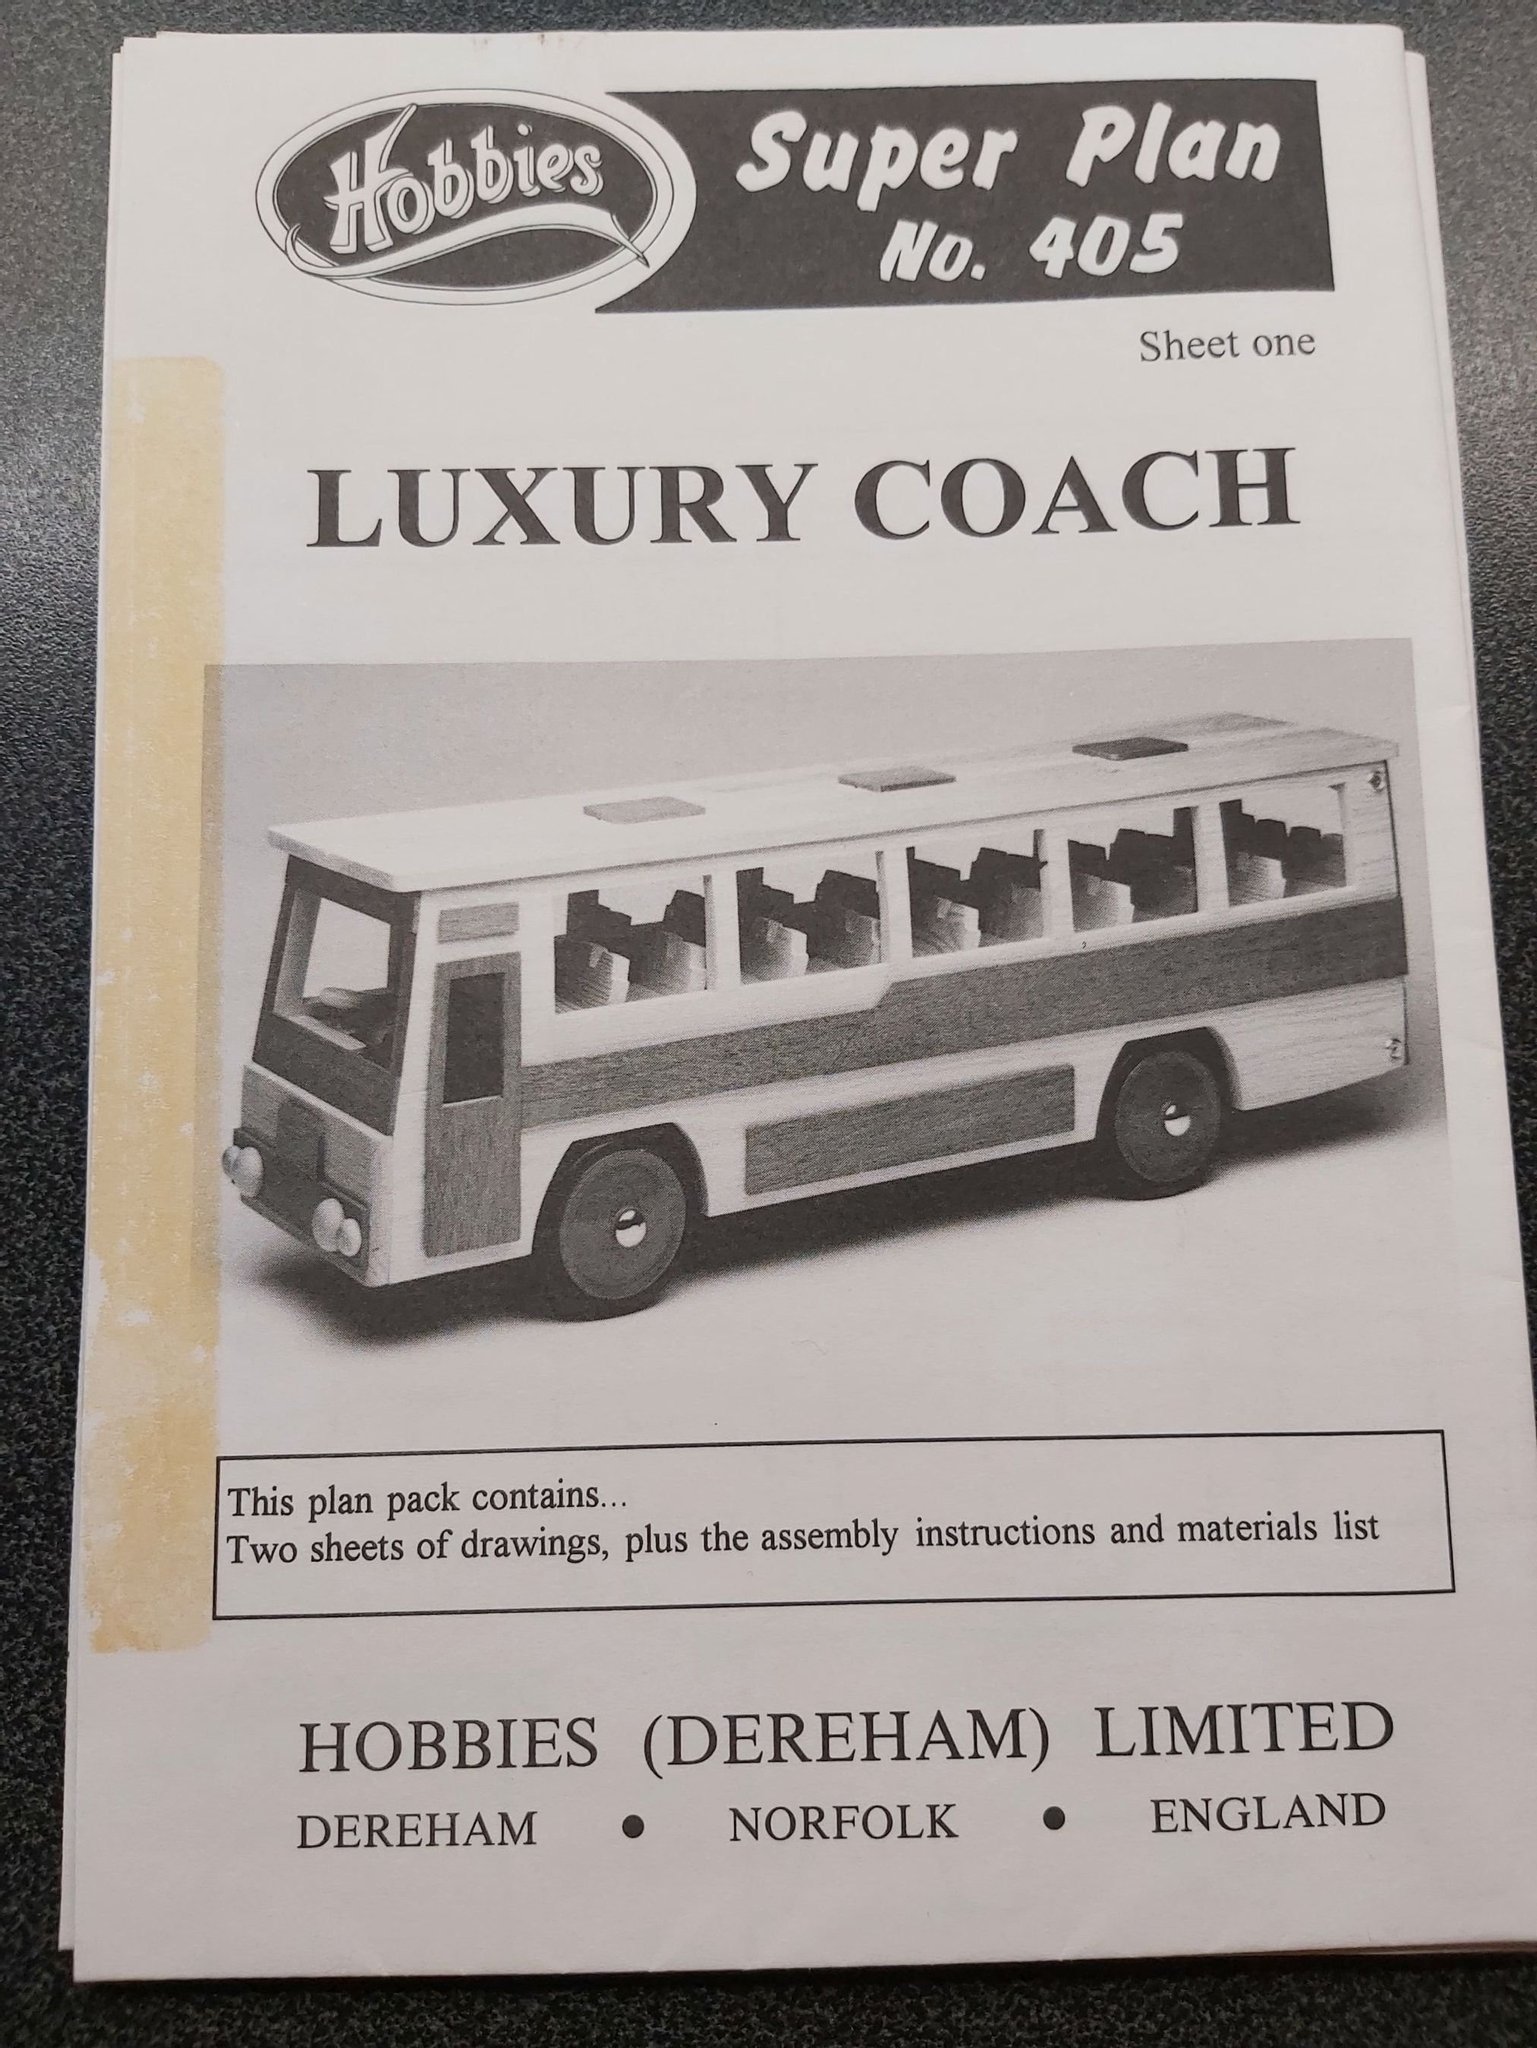 Hobbies
Super Plan
No. 405
Sheet one
LUXURY COACH
This plan pack contains...
Two sheets of drawings, plus the assembly instructions and materials list
HOBBIES (DEREHAM) LIMITED
DEREHAM • NORFOLK • ENGLAND